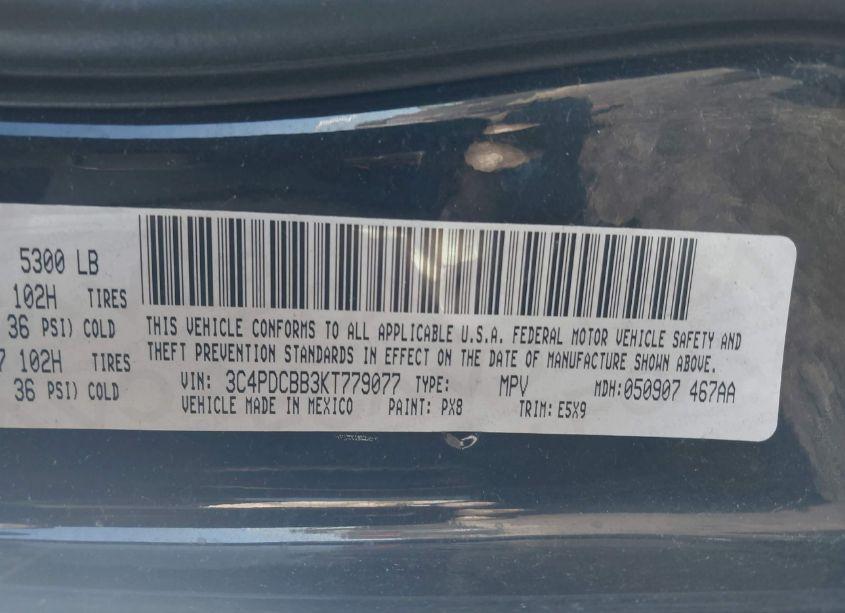 5300 LB
102H TIRES
36 PSI) COLD
7 102H TIRES
36 PSI) COLD
THIS VEHICLE CONFORMS TO ALL APPLICABLE U.S.A. FEDERAL MOTOR VEHICLE SAFETY AND
THEFT PREVENTION STANDARDS IN EFFECT ON THE DATE OF MANUFACTURE SHOWN ABOVE.
VIN: 3C4PDCBB3KT779077 TYPE: MPV MDH:050907 467AA
VEHICLE MADE IN MEXICO PAINT: PX8 TRIM: E5X9